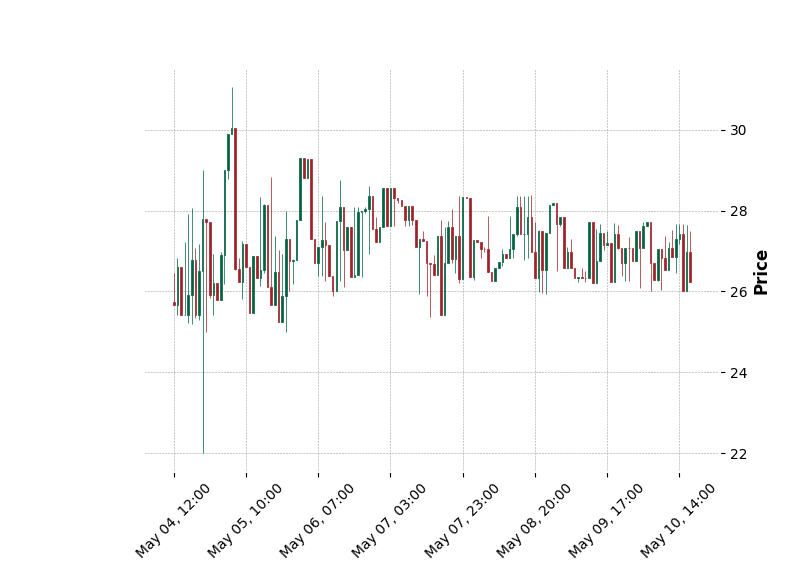 30
28
26
24
22
Price
May 04, 12:00
May 05, 10:00
May 06, 07:00
May 07, 03:00
May 07, 23:00
May 08, 20:00
May 09, 17:00
May 10, 14:00